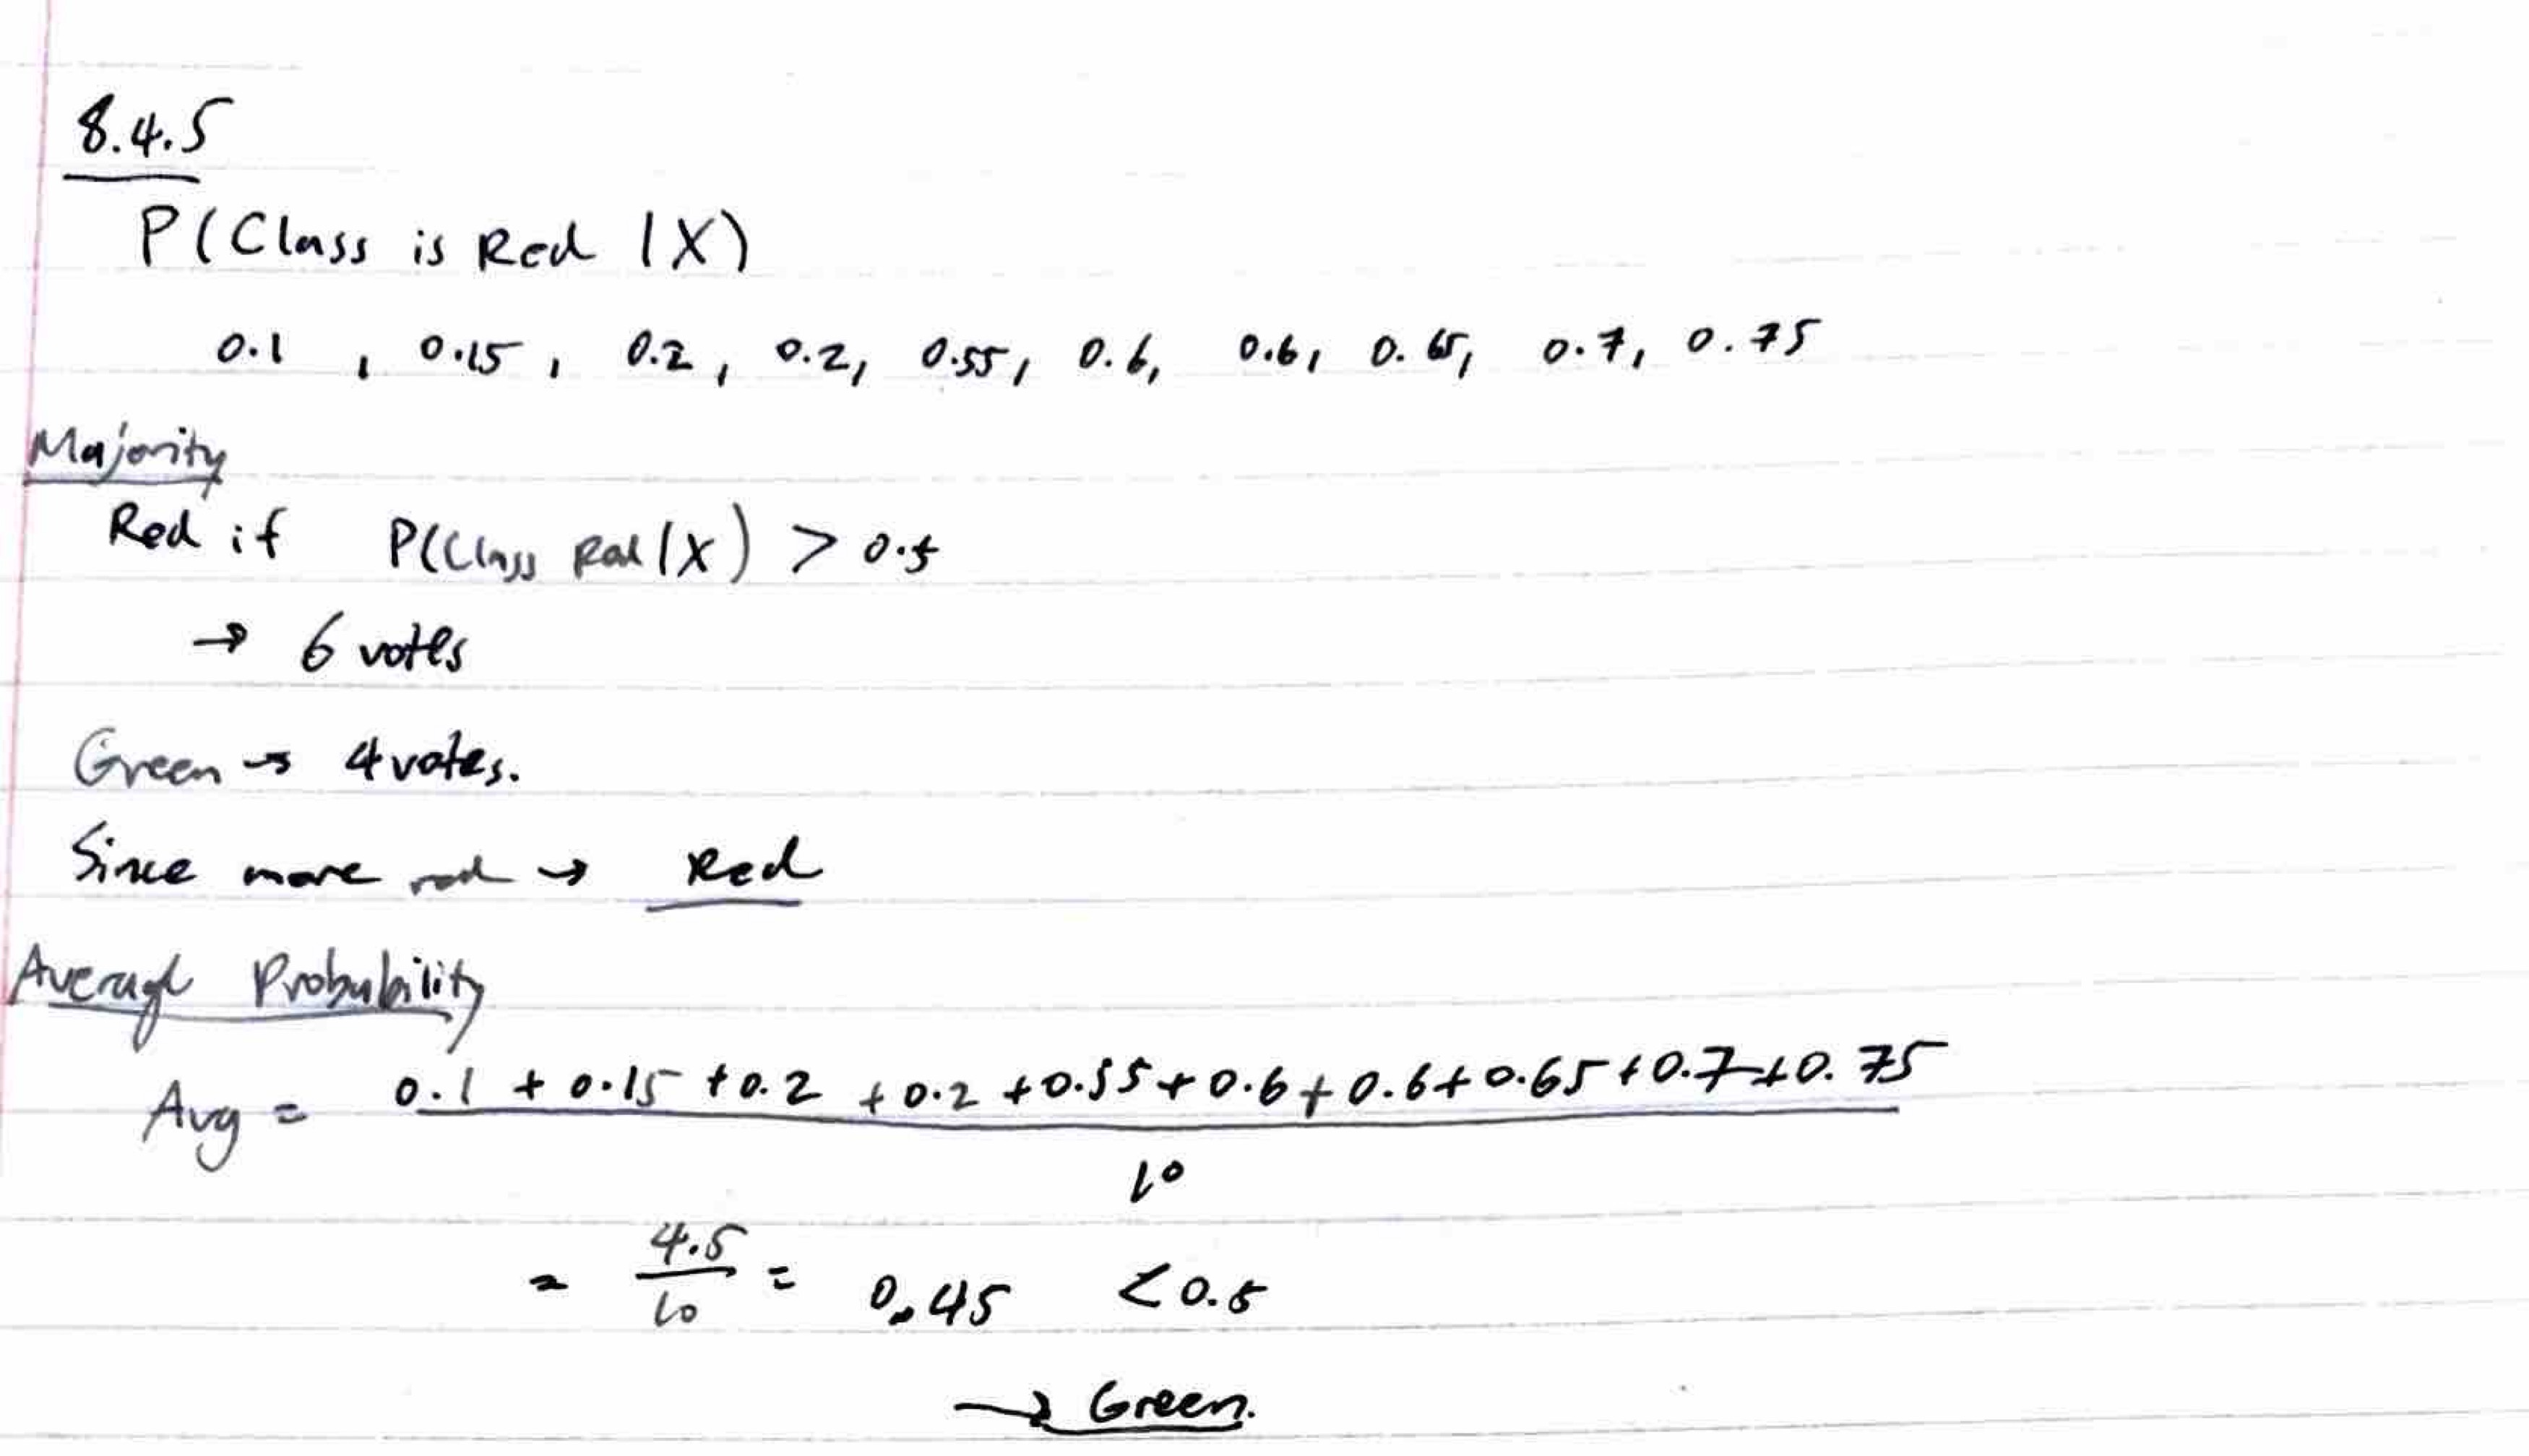 8.4.5
P(Class is Red | X)
0.1, 0.15, 0.2, 0.2, 0.55, 0.6, 0.6, 0.65, 0.7, 0.75
Majority
Red if P(Class Red | X) > 0.5
→ 6 votes
Green → 4 votes.
Since more red → Red
Average Probability
Avg = 0.1 + 0.15 + 0.2 + 0.2 + 0.55 + 0.6 + 0.6 + 0.65 + 0.7 + 0.75
10
= 4.5/10 = 0.45 < 0.5
→ Green.